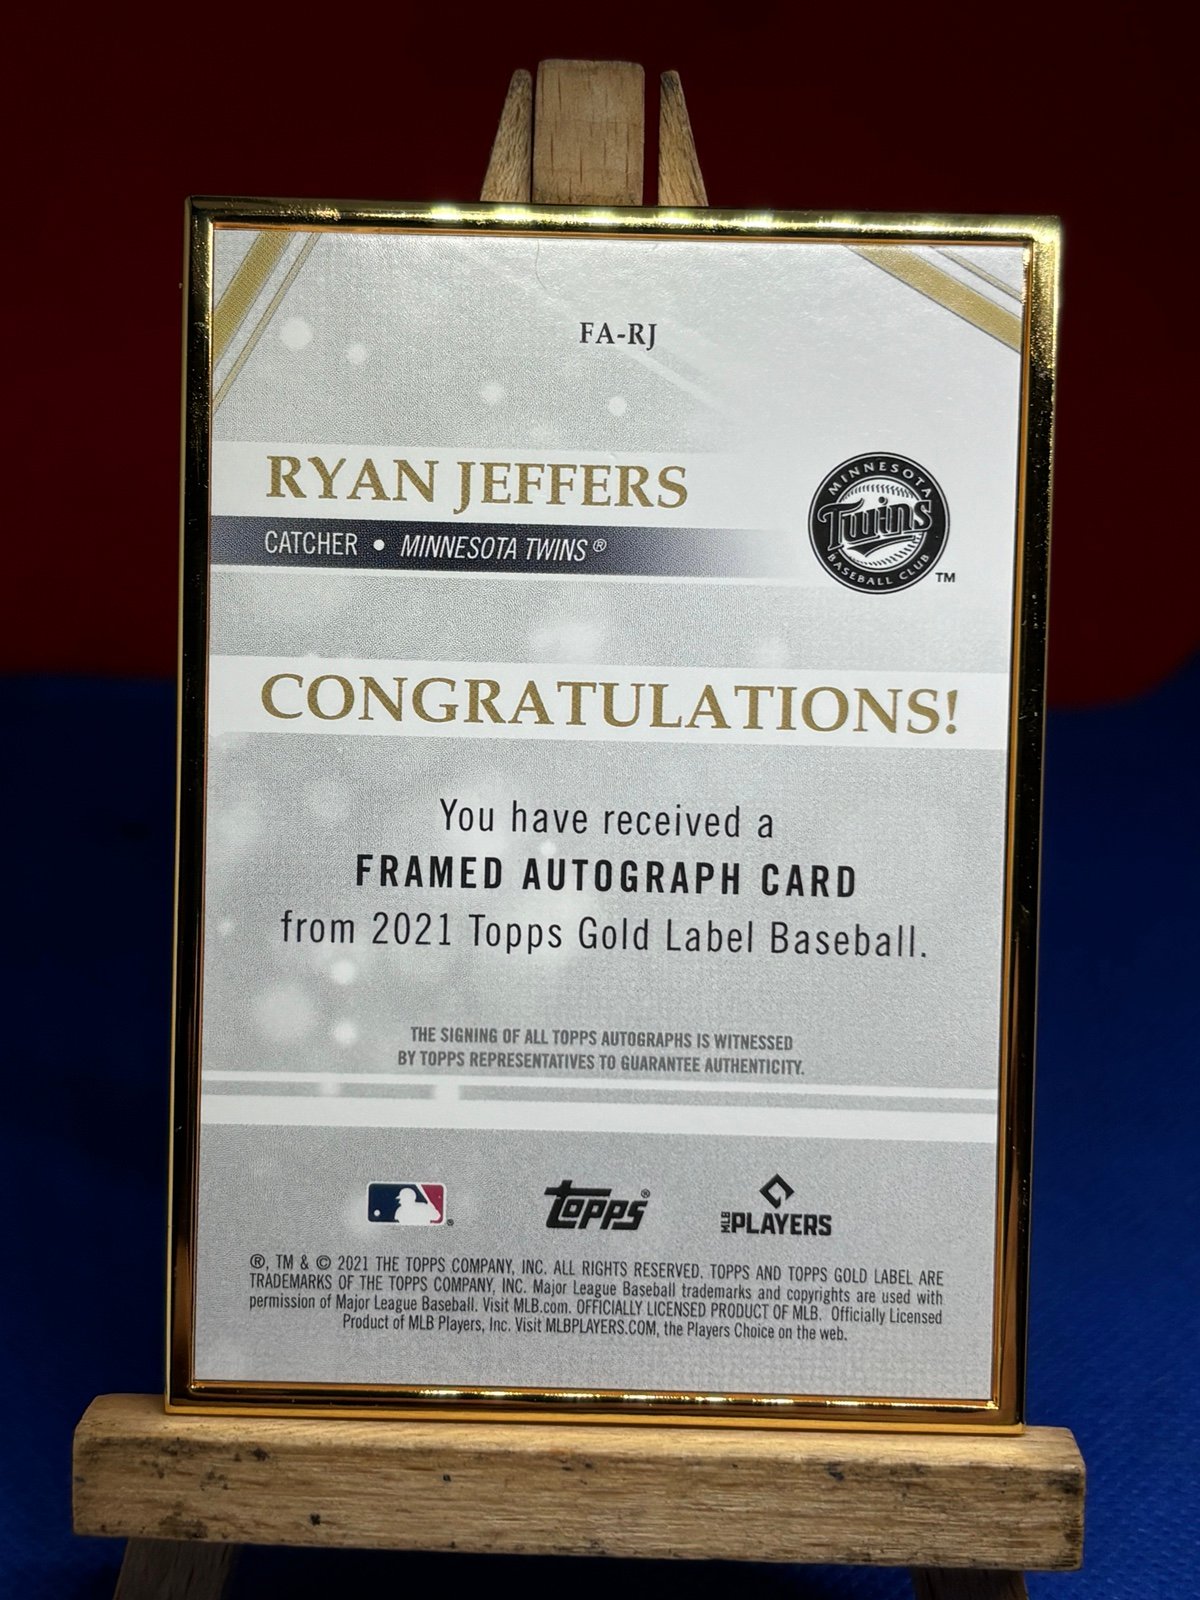 FA-RJ
RYAN JEFFERS
CATCHER • MINNESOTA TWINS®
MINNESOTA
Twins
BASEBALL CLUB
TM
CONGRATULATIONS!
You have received a
FRAMED AUTOGRAPH CARD
from 2021 Topps Gold Label Baseball.
THE SIGNING OF ALL TOPPS AUTOGRAPHS IS WITNESSED
BY TOPPS REPRESENTATIVES TO GUARANTEE AUTHENTICITY.
topps®
MLB PLAYERS
®, TM & © 2021 THE TOPPS COMPANY, INC. ALL RIGHTS RESERVED. TOPPS AND TOPPS GOLD LABEL ARE
TRADEMARKS OF THE TOPPS COMPANY, INC. Major League Baseball trademarks and copyrights are used with
permission of Major League Baseball. Visit MLB.com. OFFICIALLY LICENSED PRODUCT OF MLB. Officially Licensed
Product of MLB Players, Inc. Visit MLBPLAYERS.COM, the Players Choice on the web.